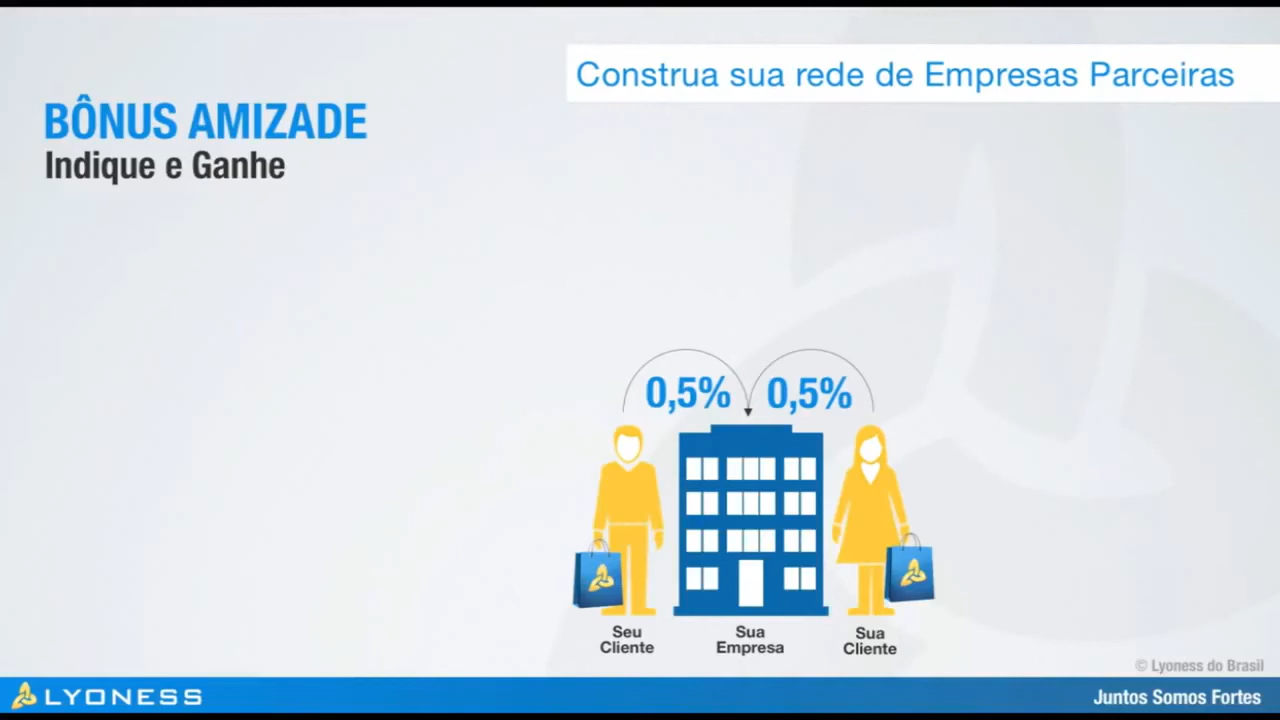 Construa sua rede de Empresas Parceiras
BÔNUS AMIZADE
Indique e Ganhe
0,5% 0,5%
Seu
Cliente
Sua
Empresa
Sua
Cliente
© Lyoness do Brasil
LYONESS
Juntos Somos Fortes